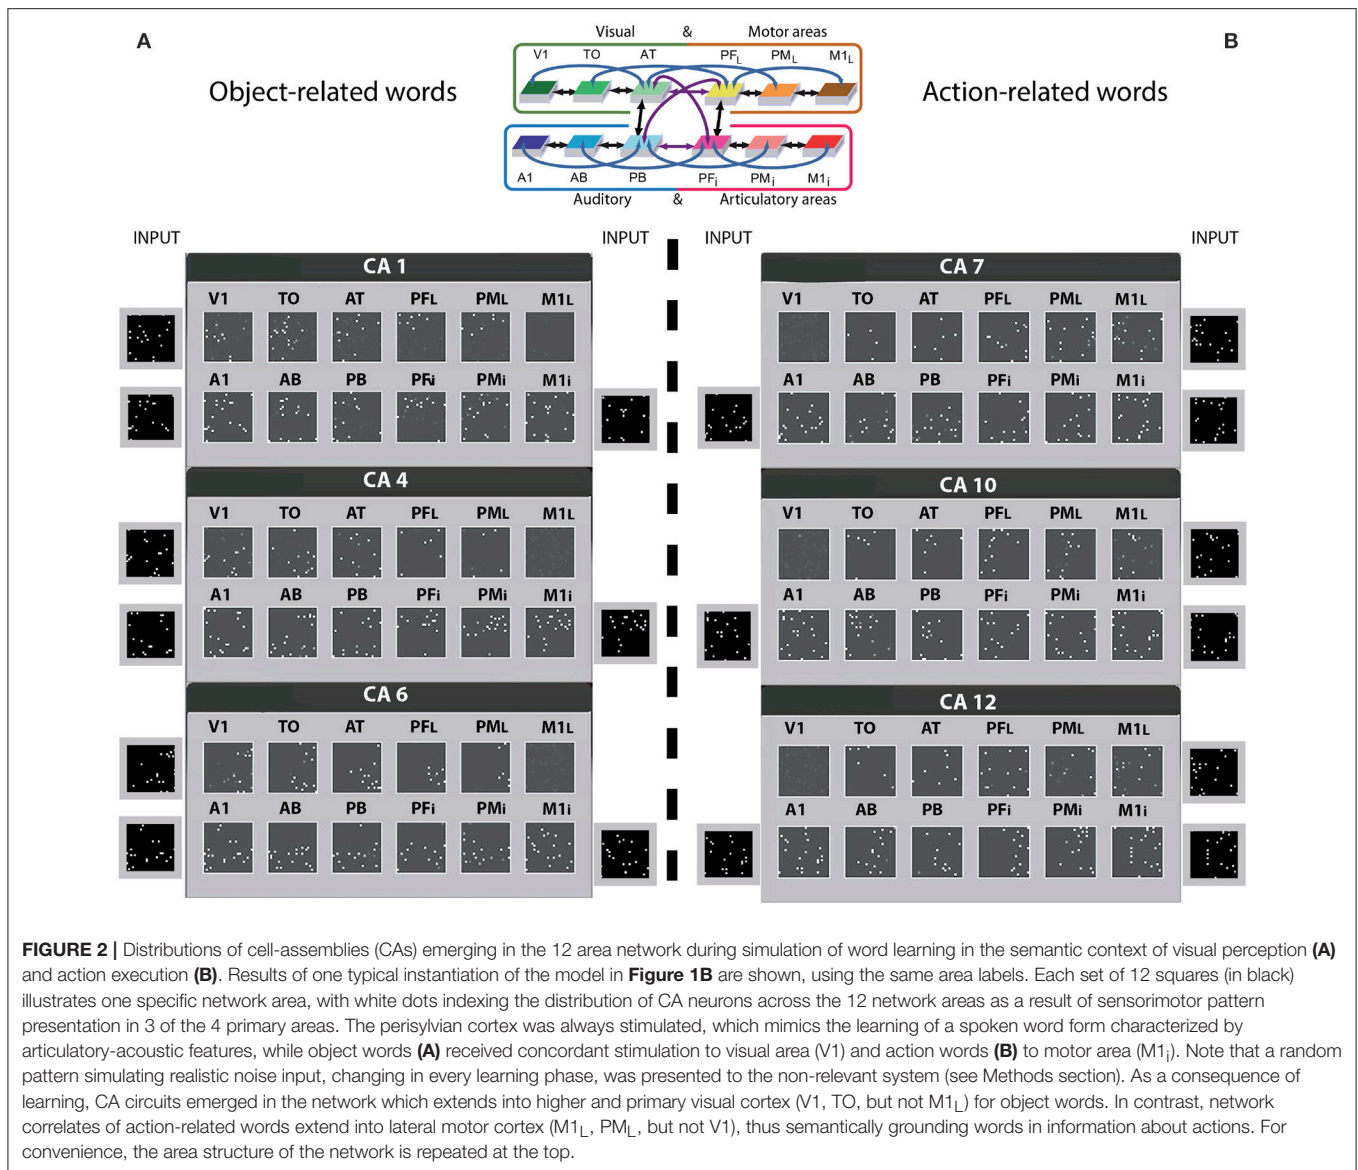 A
Visual & Motor areas
B
V1 TO AT PFL PML M1L
Object-related words
Action-related words
A1 AB PB PFi PMi M1i
Auditory & Articulatory areas
INPUT INPUT INPUT INPUT
CA 1
V1 TO AT PFL PML M1L
A1 AB PB PFi PMi M1i
CA 4
V1 TO AT PFL PML M1L
A1 AB PB PFi PMi M1i
CA 6
V1 TO AT PFL PML M1L
A1 AB PB PFi PMi M1i
CA 7
V1 TO AT PFL PML M1L
A1 AB PB PFi PMi M1i
CA 10
V1 TO AT PFL PML M1L
A1 AB PB PFi PMi M1i
CA 12
V1 TO AT PFL PML M1L
A1 AB PB PFi PMi M1i
FIGURE 2 | Distributions of cell-assemblies (CAs) emerging in the 12 area network during simulation of word learning in the semantic context of visual perception (A)
and action execution (B). Results of one typical instantiation of the model in Figure 1B are shown, using the same area labels. Each set of 12 squares (in black)
illustrates one specific network area, with white dots indexing the distribution of CA neurons across the 12 network areas as a result of sensorimotor pattern
presentation in 3 of the 4 primary areas. The perisylvian cortex was always stimulated, which mimics the learning of a spoken word form characterized by
articulatory-acoustic features, while object words (A) received concordant stimulation to visual area (V1) and action words (B) to motor area (M1i). Note that a random
pattern simulating realistic noise input, changing in every learning phase, was presented to the non-relevant system (see Methods section). As a consequence of
learning, CA circuits emerged in the network which extends into higher and primary visual cortex (V1, TO, but not M1L) for object words. In contrast, network
correlates of action-related words extend into lateral motor cortex (M1L, PML, but not V1), thus semantically grounding words in information about actions. For
convenience, the area structure of the network is repeated at the top.